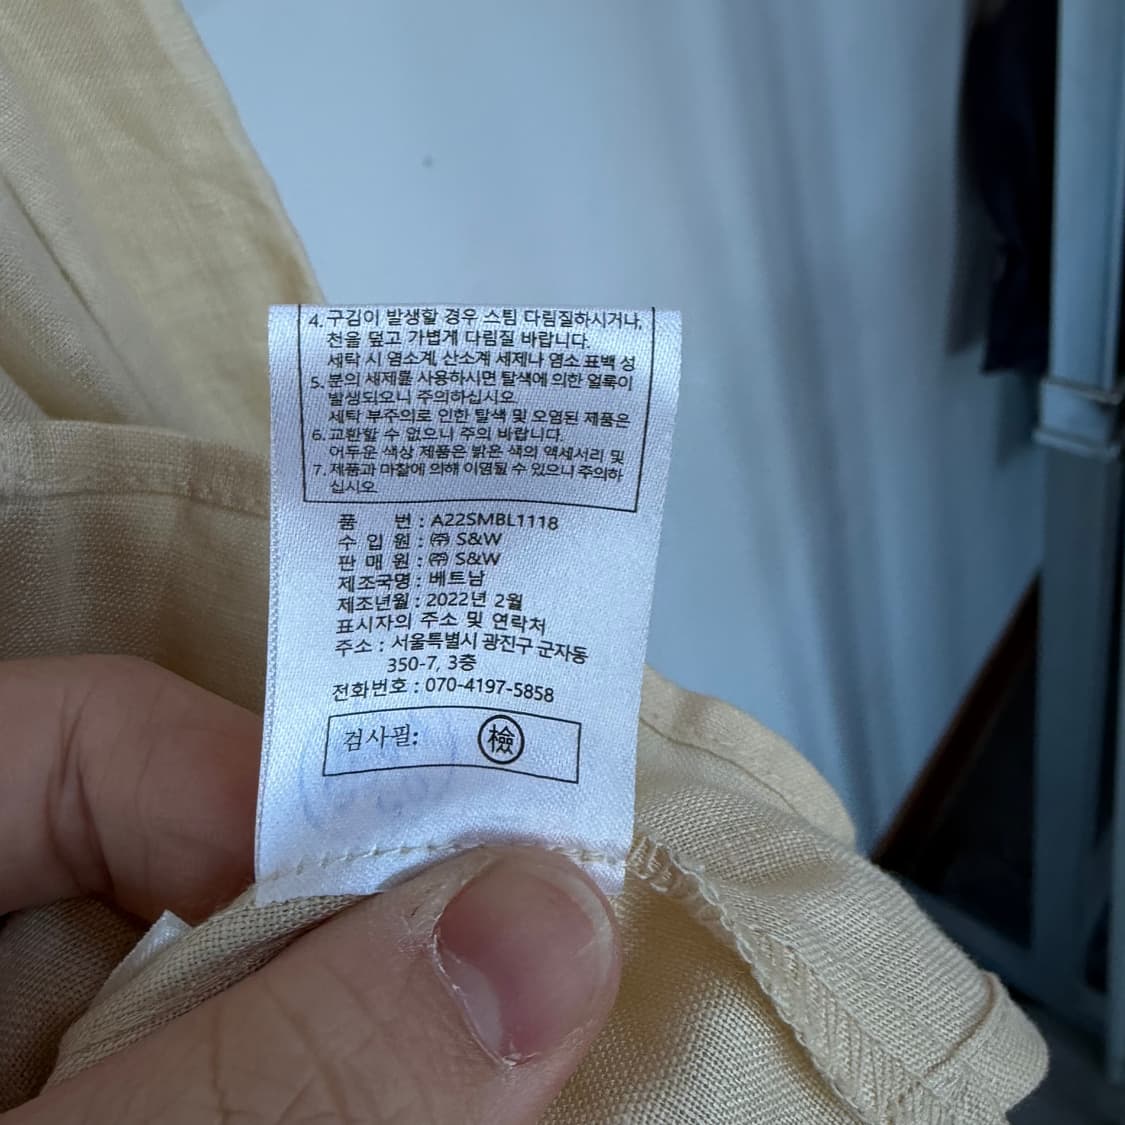 4. 구김이 발생할 경우 스팀 다림질하시거나,
천을 덮고 가볍게 다림질 바랍니다.
세탁 시 염소계, 산소계 세제나 염소 표백 성
5. 분의 새제를 사용하시면 탈색에 의한 얼룩이
발생되으니 주의하십시오.
세탁 부주의로 인한 탈색 및 오염된 제품은
6. 교환할 수 없으니 주의 바랍니다.
어두운 색상 제품은 밝은 색의 액세서리 및
7. 제품과 마찰에 의해 이염될 수 있으니 주의하
십시오
품 번 : A22SMBL1118
수 입 원 : ㈜ S&W
판 매 원 : ㈜ S&W
제조국명 : 베트남
제조년월 : 2022년 2월
표시자의 주소 및 연락처
주소 : 서울특별시 광진구 군자동
350-7, 3층
전화번호 : 070-4197-5858
검사필: 檢